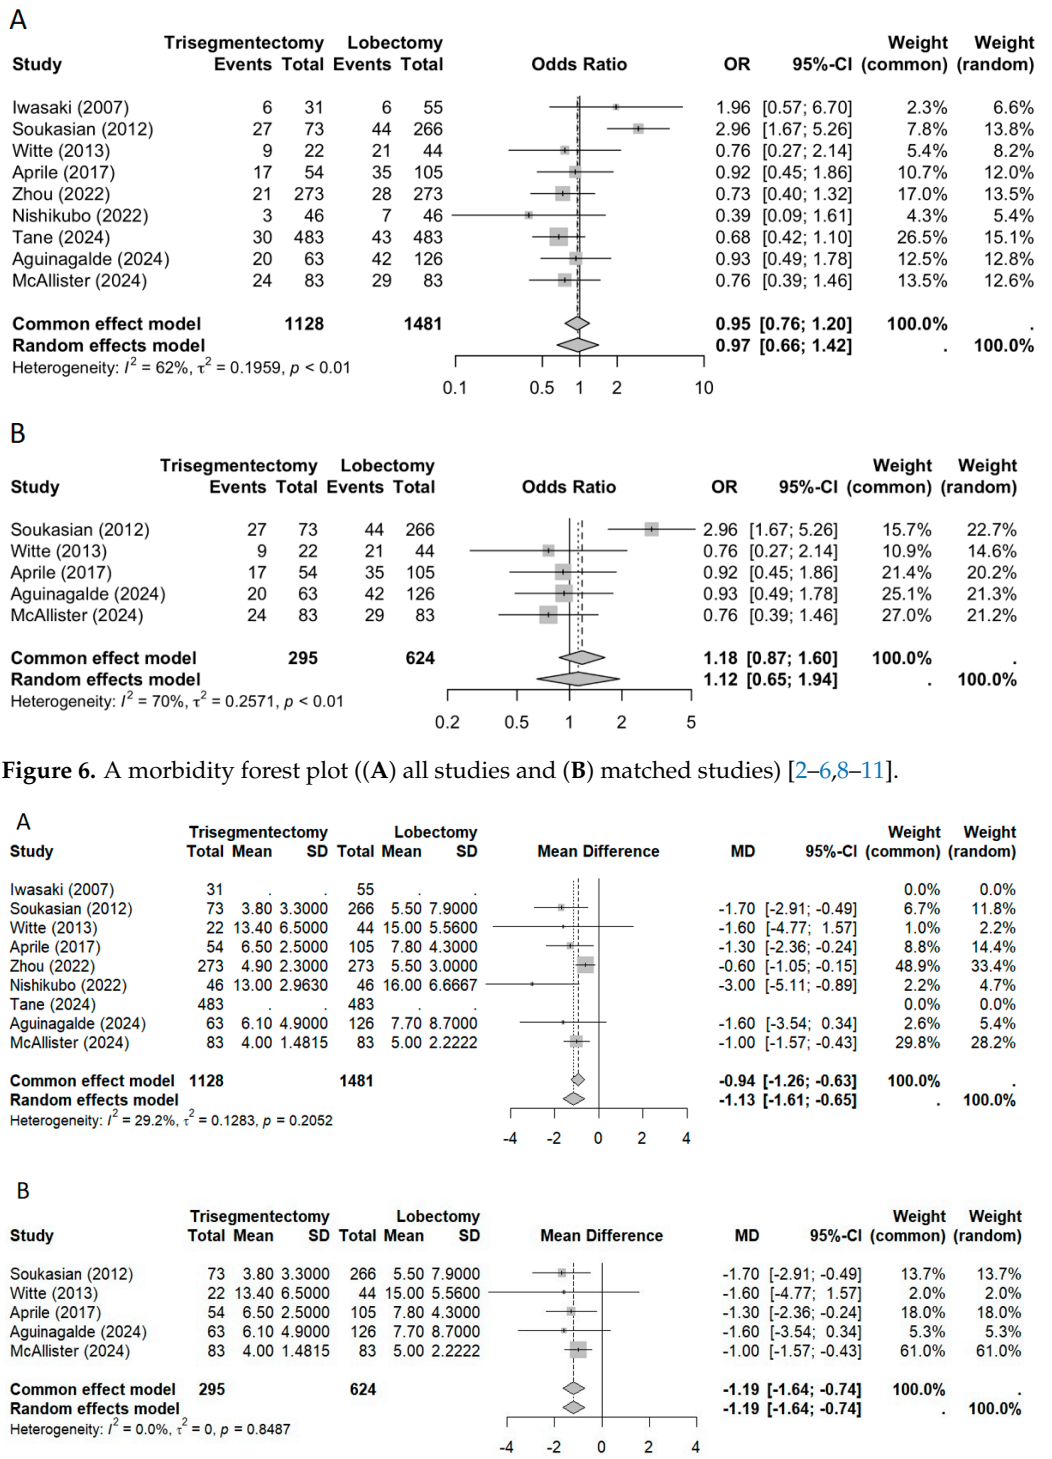 A
Trisegmentectomy Lobectomy Weight Weight
Study Events Total Events Total Odds Ratio OR 95%-CI (common) (random)
Iwasaki (2007) 6 31 6 55 1.96 [0.57; 6.70] 2.3% 6.6%
Soukasian (2012) 27 73 44 266 2.96 [1.67; 5.26] 7.8% 13.8%
Witte (2013) 9 22 21 44 0.76 [0.27; 2.14] 5.4% 8.2%
Aprile (2017) 17 54 35 105 0.92 [0.45; 1.86] 10.7% 12.0%
Zhou (2022) 21 273 28 273 0.73 [0.40; 1.32] 17.0% 13.5%
Nishikubo (2022) 3 46 7 46 0.39 [0.09; 1.61] 4.3% 5.4%
Tane (2024) 30 483 43 483 0.68 [0.42; 1.10] 26.5% 15.1%
Aguinagalde (2024) 20 63 42 126 0.93 [0.49; 1.78] 12.5% 12.8%
McAllister (2024) 24 83 29 83 0.76 [0.39; 1.46] 13.5% 12.6%
Common effect model 1128 1481 0.95 [0.76; 1.20] 100.0% .
Random effects model 0.97 [0.66; 1.42] . 100.0%
Heterogeneity: I² = 62%, τ² = 0.1959, p < 0.01
0.1 0.5 1 2 10
B
Trisegmentectomy Lobectomy Weight Weight
Study Events Total Events Total Odds Ratio OR 95%-CI (common) (random)
Soukasian (2012) 27 73 44 266 2.96 [1.67; 5.26] 15.7% 22.7%
Witte (2013) 9 22 21 44 0.76 [0.27; 2.14] 10.9% 14.6%
Aprile (2017) 17 54 35 105 0.92 [0.45; 1.86] 21.4% 20.2%
Aguinagalde (2024) 20 63 42 126 0.93 [0.49; 1.78] 25.1% 21.3%
McAllister (2024) 24 83 29 83 0.76 [0.39; 1.46] 27.0% 21.2%
Common effect model 295 624 1.18 [0.87; 1.60] 100.0% .
Random effects model 1.12 [0.65; 1.94] . 100.0%
Heterogeneity: I² = 70%, τ² = 0.2571, p < 0.01
0.2 0.5 1 2 5
Figure 6. A morbidity forest plot ((A) all studies and (B) matched studies) [2–6,8–11].
A
Trisegmentectomy Lobectomy Weight Weight
Study Total Mean SD Total Mean SD Mean Difference MD 95%-CI (common) (random)
Iwasaki (2007) 31 . . 55 . . 0.0% 0.0%
Soukasian (2012) 73 3.80 3.3000 266 5.50 7.9000 -1.70 [-2.91; -0.49] 6.7% 11.8%
Witte (2013) 22 13.40 6.5000 44 15.00 5.5600 -1.60 [-4.77; 1.57] 1.0% 2.2%
Aprile (2017) 54 6.50 2.5000 105 7.80 4.3000 -1.30 [-2.36; -0.24] 8.8% 14.4%
Zhou (2022) 273 4.90 2.3000 273 5.50 3.0000 -0.60 [-1.05; -0.15] 48.9% 33.4%
Nishikubo (2022) 46 13.00 2.9630 46 16.00 6.6667 -3.00 [-5.11; -0.89] 2.2% 4.7%
Tane (2024) 483 . . 483 . . 0.0% 0.0%
Aguinagalde (2024) 63 6.10 4.9000 126 7.70 8.7000 -1.60 [-3.54; 0.34] 2.6% 5.4%
McAllister (2024) 83 4.00 1.4815 83 5.00 2.2222 -1.00 [-1.57; -0.43] 29.8% 28.2%
Common effect model 1128 1481 -0.94 [-1.26; -0.63] 100.0% .
Random effects model -1.13 [-1.61; -0.65] . 100.0%
Heterogeneity: I² = 29.2%, τ² = 0.1283, p = 0.2052
-4 -2 0 2 4
B
Trisegmentectomy Lobectomy Weight Weight
Study Total Mean SD Total Mean SD Mean Difference MD 95%-CI (common) (random)
Soukasian (2012) 73 3.80 3.3000 266 5.50 7.9000 -1.70 [-2.91; -0.49] 13.7% 13.7%
Witte (2013) 22 13.40 6.5000 44 15.00 5.5600 -1.60 [-4.77; 1.57] 2.0% 2.0%
Aprile (2017) 54 6.50 2.5000 105 7.80 4.3000 -1.30 [-2.36; -0.24] 18.0% 18.0%
Aguinagalde (2024) 63 6.10 4.9000 126 7.70 8.7000 -1.60 [-3.54; 0.34] 5.3% 5.3%
McAllister (2024) 83 4.00 1.4815 83 5.00 2.2222 -1.00 [-1.57; -0.43] 61.0% 61.0%
Common effect model 295 624 -1.19 [-1.64; -0.74] 100.0% .
Random effects model -1.19 [-1.64; -0.74] . 100.0%
Heterogeneity: I² = 0.0%, τ² = 0, p = 0.8487
-4 -2 0 2 4